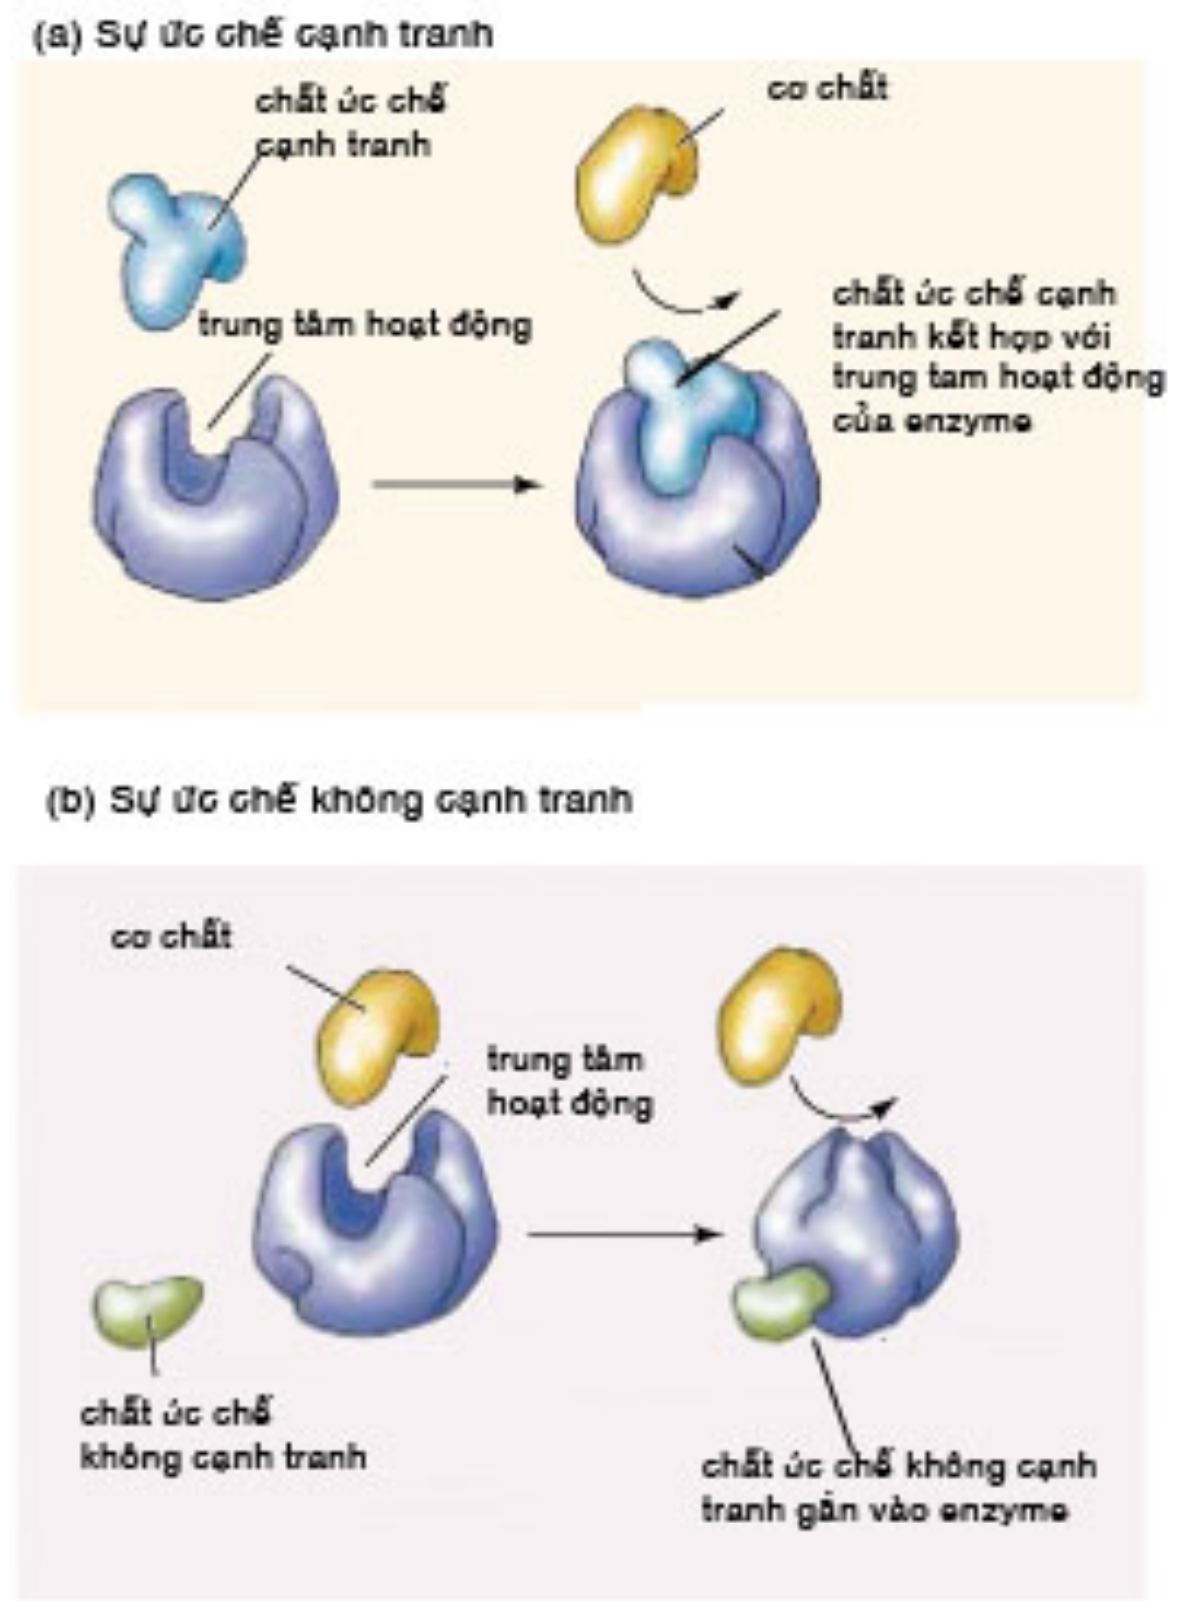 (a) Sự ức chế cạnh tranh
chất úc chế
cạnh tranh
cơ chất
trung tâm hoạt động
chất ức chế cạnh
tranh kết hợp với
trung tam hoạt động
của enzyme
(b) Sự ức chế không cạnh tranh
cơ chất
trung tâm
hoạt động
chất ức chế
không cạnh tranh
chất ức chế không cạnh
tranh gắn vào enzyme